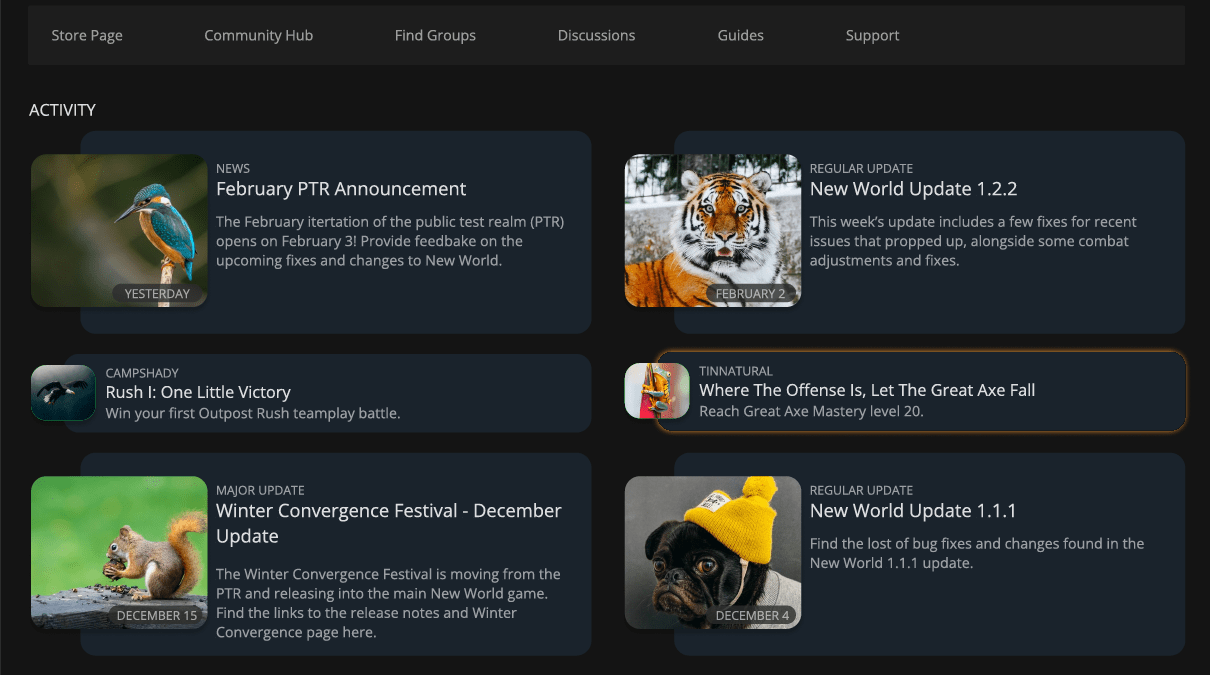 Store Page
Community Hub
Find Groups
Discussions
Guides
Support
ACTIVITY
NEWS
February PTR Announcement
The February itertation of the public test realm (PTR)
opens on February 3! Provide feedbake on the
upcoming fixes and changes to New World.
YESTERDAY
REGULAR UPDATE
New World Update 1.2.2
This week’s update includes a few fixes for recent
issues that propped up, alongside some combat
adjustments and fixes.
FEBRUARY 2
CAMPSHADY
Rush I: One Little Victory
Win your first Outpost Rush teamplay battle.
TINNATURAL
Where The Offense Is, Let The Great Axe Fall
Reach Great Axe Mastery level 20.
MAJOR UPDATE
Winter Convergence Festival - December
Update
The Winter Convergence Festival is moving from the
PTR and releasing into the main New World game.
Find the links to the release notes and Winter
Convergence page here.
DECEMBER 15
REGULAR UPDATE
New World Update 1.1.1
Find the lost of bug fixes and changes found in the
New World 1.1.1 update.
DECEMBER 4